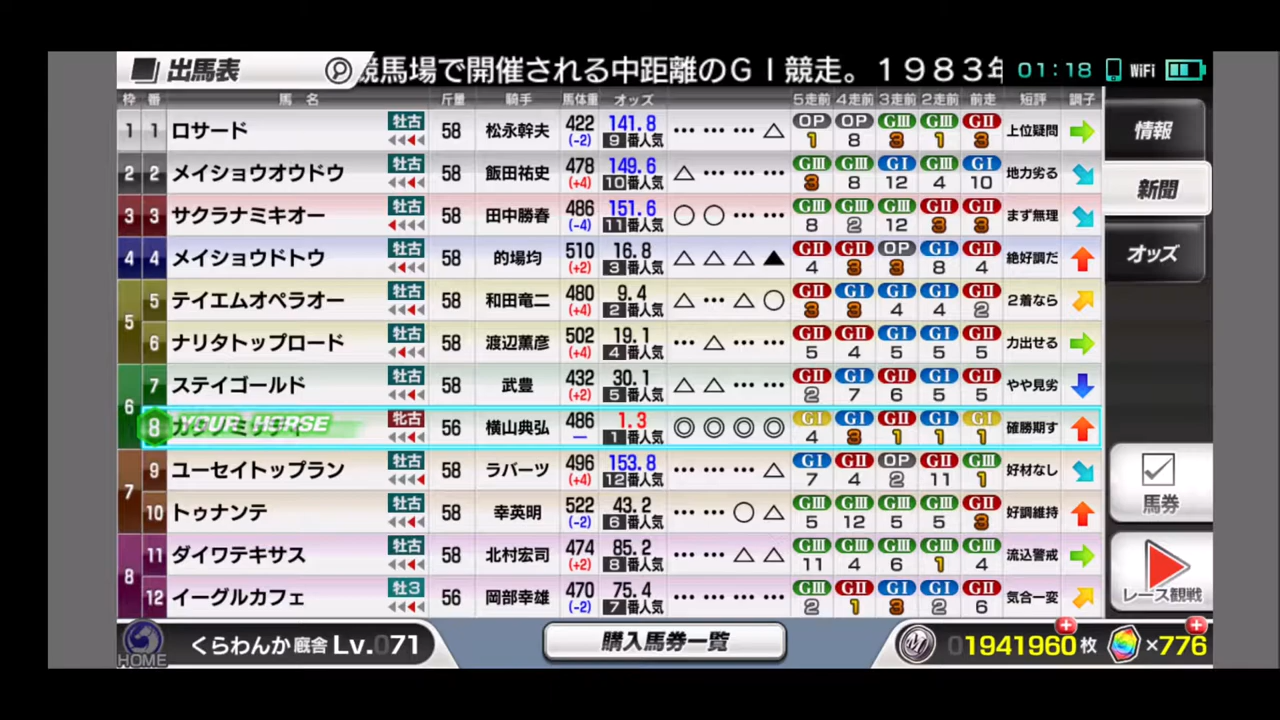 出馬表 競馬場で開催される中距離のGⅠ競走。1983年 01:18 WiFi
枠 番 馬名 斤量 騎手 馬体重 オッズ 5走前 4走前 3走前 2走前 前走 短評 調子
1 1 ロサード 牡古 58 松永幹夫 422 (-2) 141.8 9番人気 … … … △ OP 1 OP 8 GⅢ 3 GⅢ 1 GⅡ 3 上位疑問
2 2 メイショウオウドウ 牡古 58 飯田祐史 478 (+4) 149.6 10番人気 △ … … … GⅢ 3 GⅢ 8 GⅠ 12 GⅡ 4 GⅠ 10 地力劣る
3 3 サクラナミキオー 牡古 58 田中勝春 486 (-4) 151.6 11番人気 ○ ○ … … GⅢ 8 GⅢ 2 GⅢ 12 GⅡ 3 GⅡ 3 まず無理
4 4 メイショウドトウ 牡古 58 的場均 510 (+2) 16.8 3番人気 △ △ △ ▲ GⅡ 4 GⅡ 3 OP 3 GⅠ 8 GⅡ 4 絶好調だ
5 5 テイエムオペラオー 牡古 58 和田竜二 480 (+4) 9.4 2番人気 △ … △ ○ GⅡ 3 GⅡ 3 GⅠ 4 GⅠ 4 GⅡ 2 2着なら
6 ナリタトップロード 牡古 58 渡辺薫彦 502 (+4) 19.1 4番人気 … △ … … GⅡ 5 GⅡ 4 GⅠ 5 GⅠ 5 GⅡ 5 力出せる
6 7 ステイゴールド 牡古 58 武豊 432 (+2) 30.1 5番人気 △ △ … … GⅡ 2 GⅠ 7 GⅡ 6 GⅠ 5 GⅡ 5 やや見劣
8 YOUR HORSE 牝古 56 横山典弘 486 — 1.3 1番人気 ◎ ◎ ◎ ◎ GⅠ 4 GⅠ 3 GⅡ 1 GⅠ 1 GⅠ 1 確勝期す
7 9 ユーセイトップラン 牡古 58 ラバーツ 496 (+4) 153.8 12番人気 … … … △ GⅠ 7 GⅡ 4 OP 2 GⅡ 11 GⅢ 1 好材なし
10 トゥナンテ 牡古 58 幸英明 522 (-2) 43.2 6番人気 … … ○ △ GⅢ 5 GⅢ 12 GⅢ 5 GⅢ 5 GⅡ 3 好調維持
8 11 ダイワテキサス 牡古 58 北村宏司 474 (+2) 85.2 8番人気 … … △ △ GⅢ 11 GⅢ 4 GⅢ 6 GⅢ 1 GⅡ 4 流込警戒
12 イーグルカフェ 牡3 56 岡部幸雄 470 (-2) 75.4 7番人気 … … … … GⅢ 2 GⅡ 1 GⅠ 3 GⅠ 2 GⅡ 6 気合一変
情報
新聞
オッズ
馬券
レース観戦
HOME くらわんか厩舎 Lv.071 購入馬券一覧 01941960枚 ×776